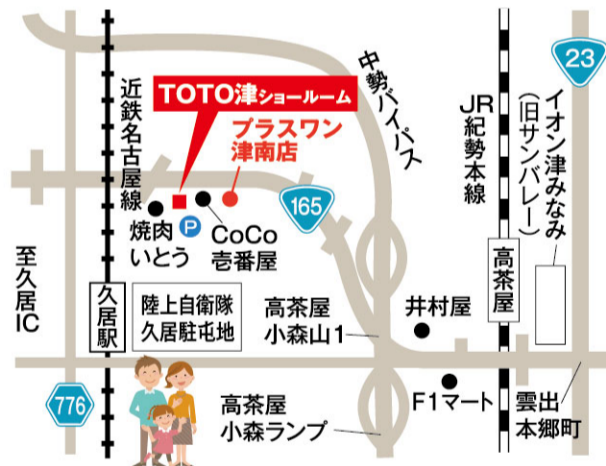 23
中勢バイパス
近鉄名古屋線
TOTO津ショールーム
プラスワン
津南店
JR紀勢本線
イオン津みなみ
(旧サンバレー)
165
焼肉
いとう
P
CoCo
壱番屋
至久居IC
久居駅
陸上自衛隊
久居駐屯地
高茶屋
小森山1
井村屋
高茶屋
776
高茶屋
小森ランプ
F1マート
雲出
本郷町